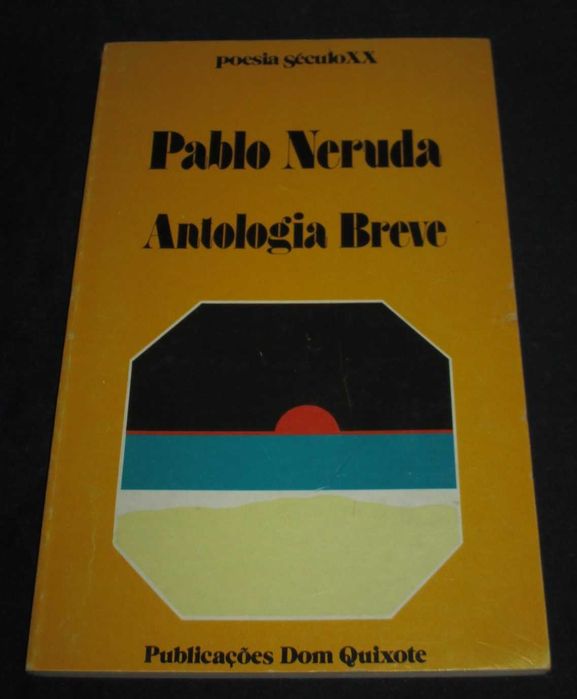 poesia séculoXX
Pablo Neruda
Antologia Breve
Publicações Dom Quixote